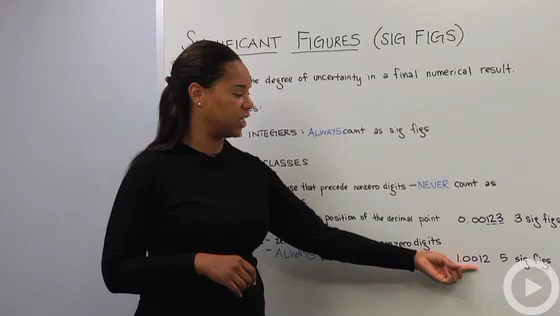 SIGNIFICANT FIGURES (SIG FIGS)
the degree of uncertainty in a final numerical result.
INTEGERS: ALWAYS count as sig figs
CLASSES
that precede nonzero digits - NEVER count as
position of the decimal point 0.00123 3 sig figs
nonzero digits
- ALWAYS 1.0012 5 sig figs